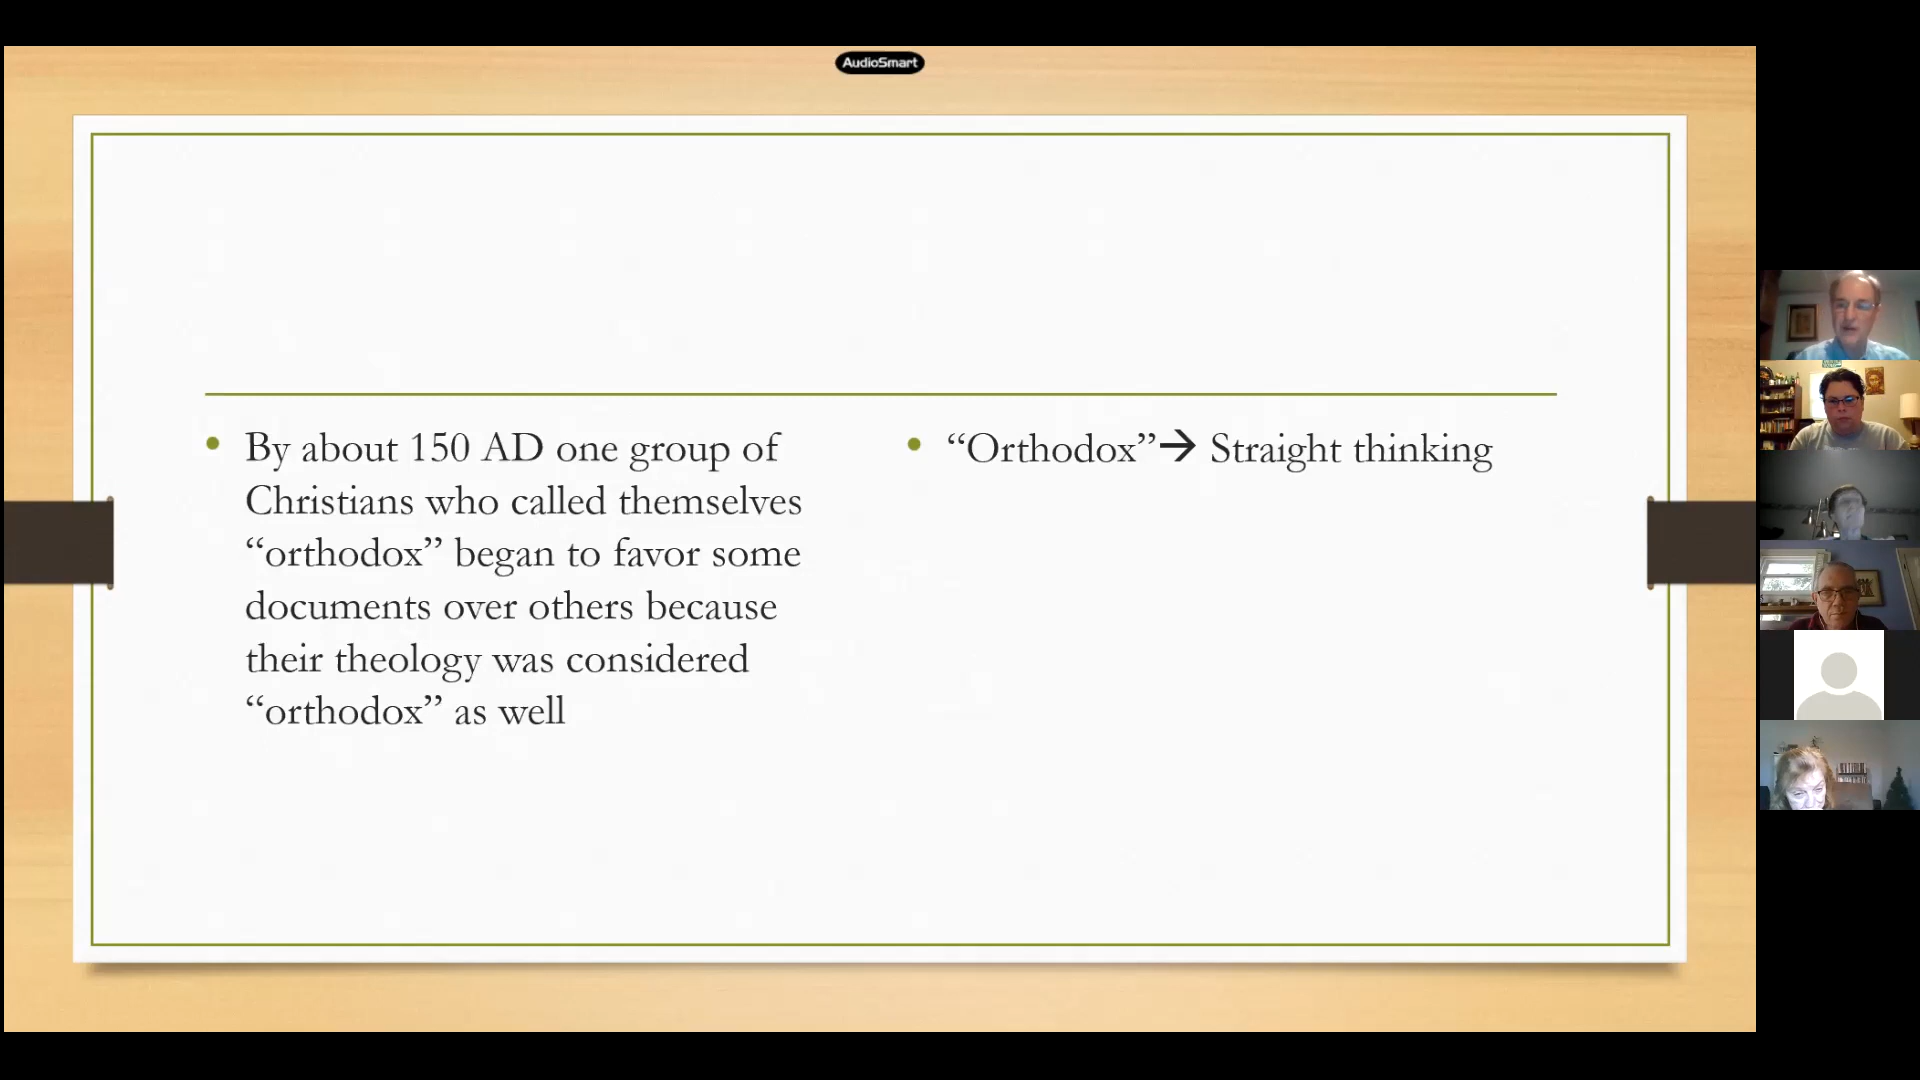 AudioSmart
By about 150 AD one group of
Christians who called themselves
“orthodox” began to favor some
documents over others because
their theology was considered
“orthodox” as well
“Orthodox”→ Straight thinking